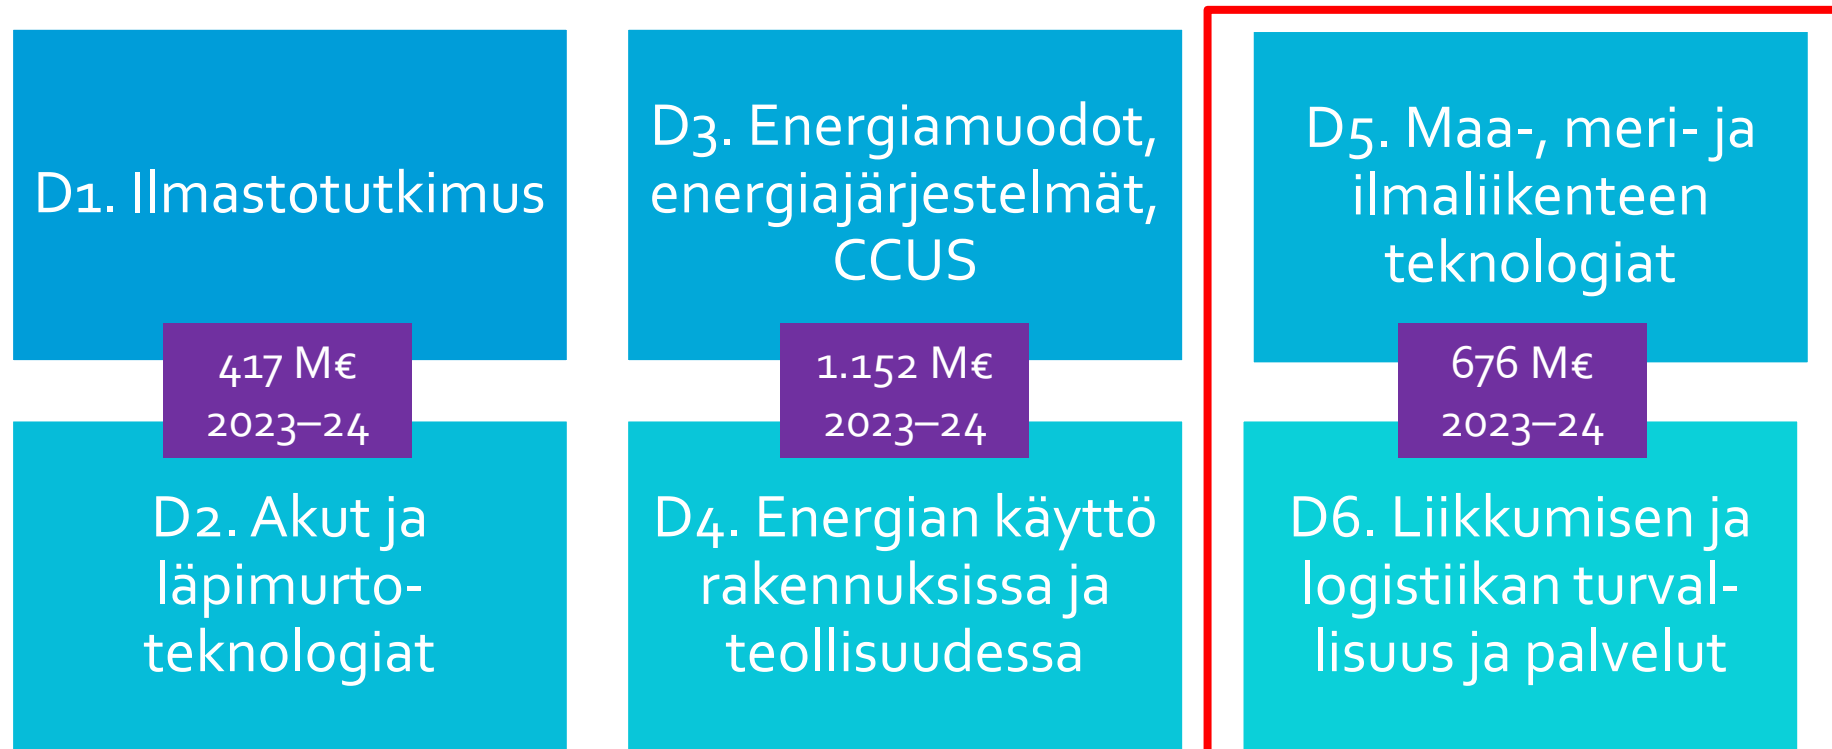 D1. Ilmastotutkimus
417 M€
2023–24
D2. Akut ja
läpimurto-
teknologiat
D3. Energiamuodot,
energiajärjestelmät,
CCUS
1.152 M€
2023–24
D4. Energian käyttö
rakennuksissa ja
teollisuudessa
D5. Maa-, meri- ja
ilmaliikenteen
teknologiat
676 M€
2023–24
D6. Liikkumisen ja
logistiikan turval-
lisuus ja palvelut